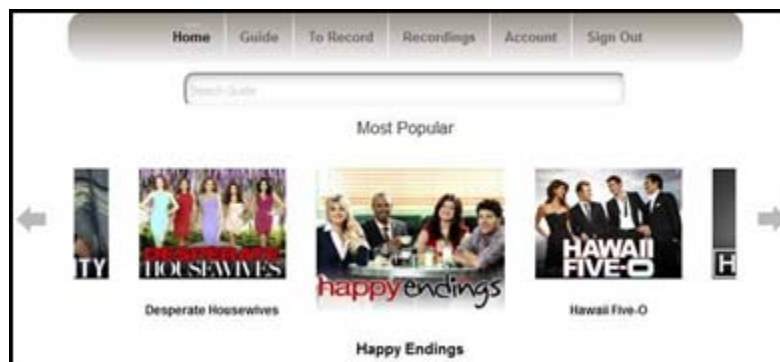 Home Guide To Record Recordings Account Sign Out
Search Guide
Most Popular
TY
DESPERATE
HOUSEWIVES
happy endings
HAWAII
FIVE-O
H
Desperate Housewives
Hawaii Five-O
Happy Endings